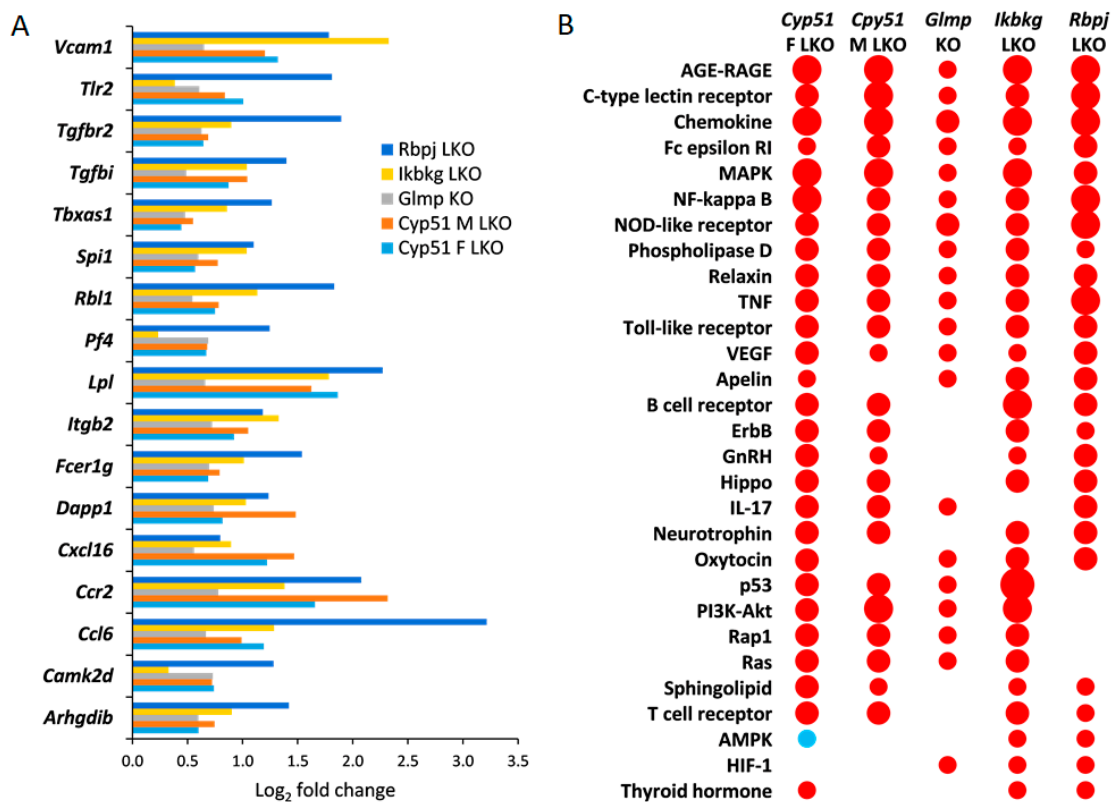 A
Vcam1
Tlr2
Tgfbr2
Tgfbi
Tbxas1
Spi1
Rbl1
Pf4
Lpl
Itgb2
Fcer1g
Dapp1
Cxcl16
Ccr2
Ccl6
Camk2d
Arhgdib
Rbpj LKO
Ikbkg LKO
Glmp KO
Cyp51 M LKO
Cyp51 F LKO
0.0 0.5 1.0 1.5 2.0 2.5 3.0 3.5
Log2 fold change
B
Cyp51 Cpy51 Glmp Ikbkg Rbpj
F LKO M LKO KO LKO LKO
AGE-RAGE
C-type lectin receptor
Chemokine
Fc epsilon RI
MAPK
NF-kappa B
NOD-like receptor
Phospholipase D
Relaxin
TNF
Toll-like receptor
VEGF
Apelin
B cell receptor
ErbB
GnRH
Hippo
IL-17
Neurotrophin
Oxytocin
p53
PI3K-Akt
Rap1
Ras
Sphingolipid
T cell receptor
AMPK
HIF-1
Thyroid hormone